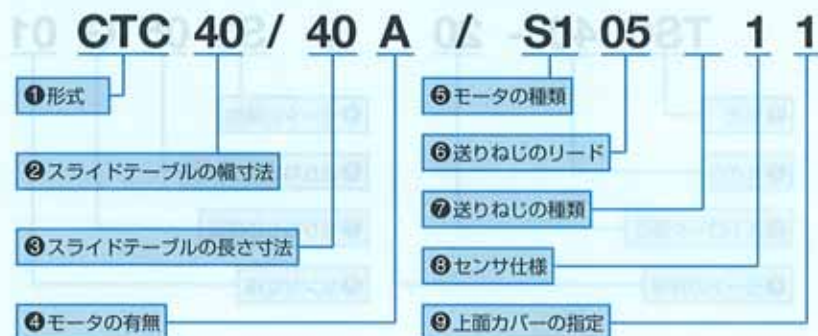 CTC 40 / 40 A / S1 05 _ 1 1
❶形式
❷スライドテーブルの幅寸法
❸スライドテーブルの長さ寸法
❹モータの有無
❺モータの種類
❻送りねじのリード
❼送りねじの種類
❽センサ仕様
❾上面カバーの指定